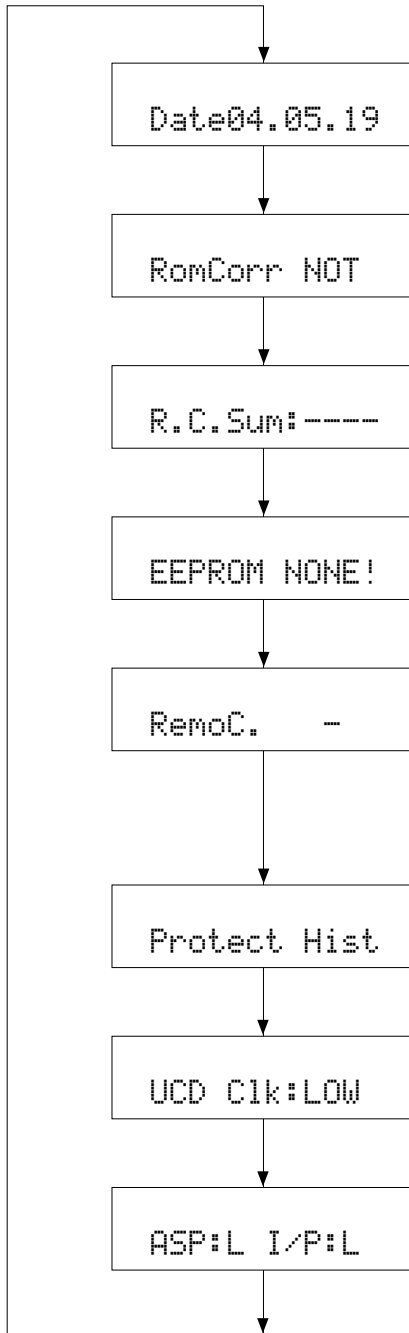 Date04.05.19
RomCorr NOT
R.C.Sum:----
EEPROM NONE!
RemoC.   -
Protect Hist
UCD Clk:LOW
ASP:L I/P:L